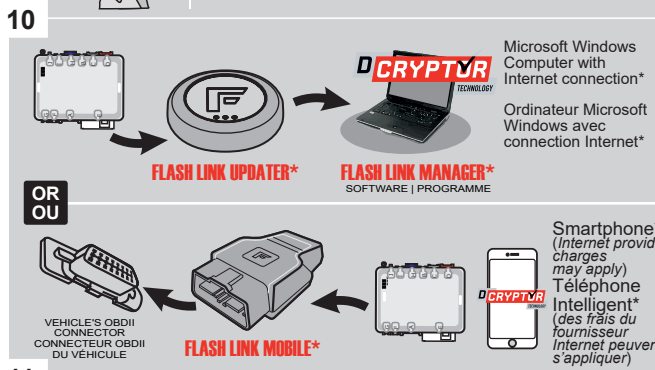 10
DCRYPTOR
TECHNOLOGY
Microsoft Windows
Computer with
Internet connection*
Ordinateur Microsoft
Windows avec
connection Internet*
FLASH LINK UPDATER*
FLASH LINK MANAGER*
SOFTWARE | PROGRAMME
OR
OU
VEHICLE'S OBDII
CONNECTOR
CONNECTEUR OBDII
DU VÉHICULE
FLASH LINK MOBILE*
DCRYPTOR
TECHNOLOGY
Smartphone
(Internet provid
charges
may apply)
Téléphone
Intelligent*
(des frais du
fournisseur
Internet peuven
s'appliquer)